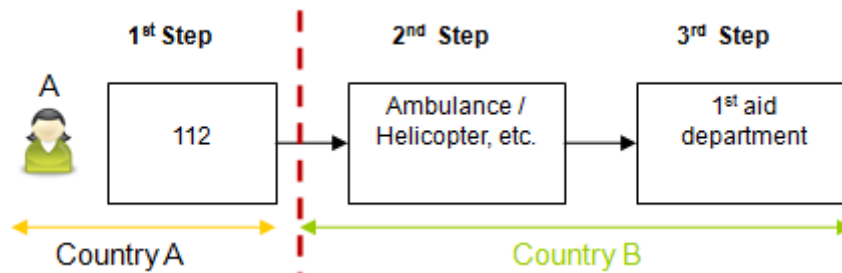 1st Step
2nd Step
3rd Step
A
112
Ambulance /
Helicopter, etc.
1st aid
department
Country A
Country B